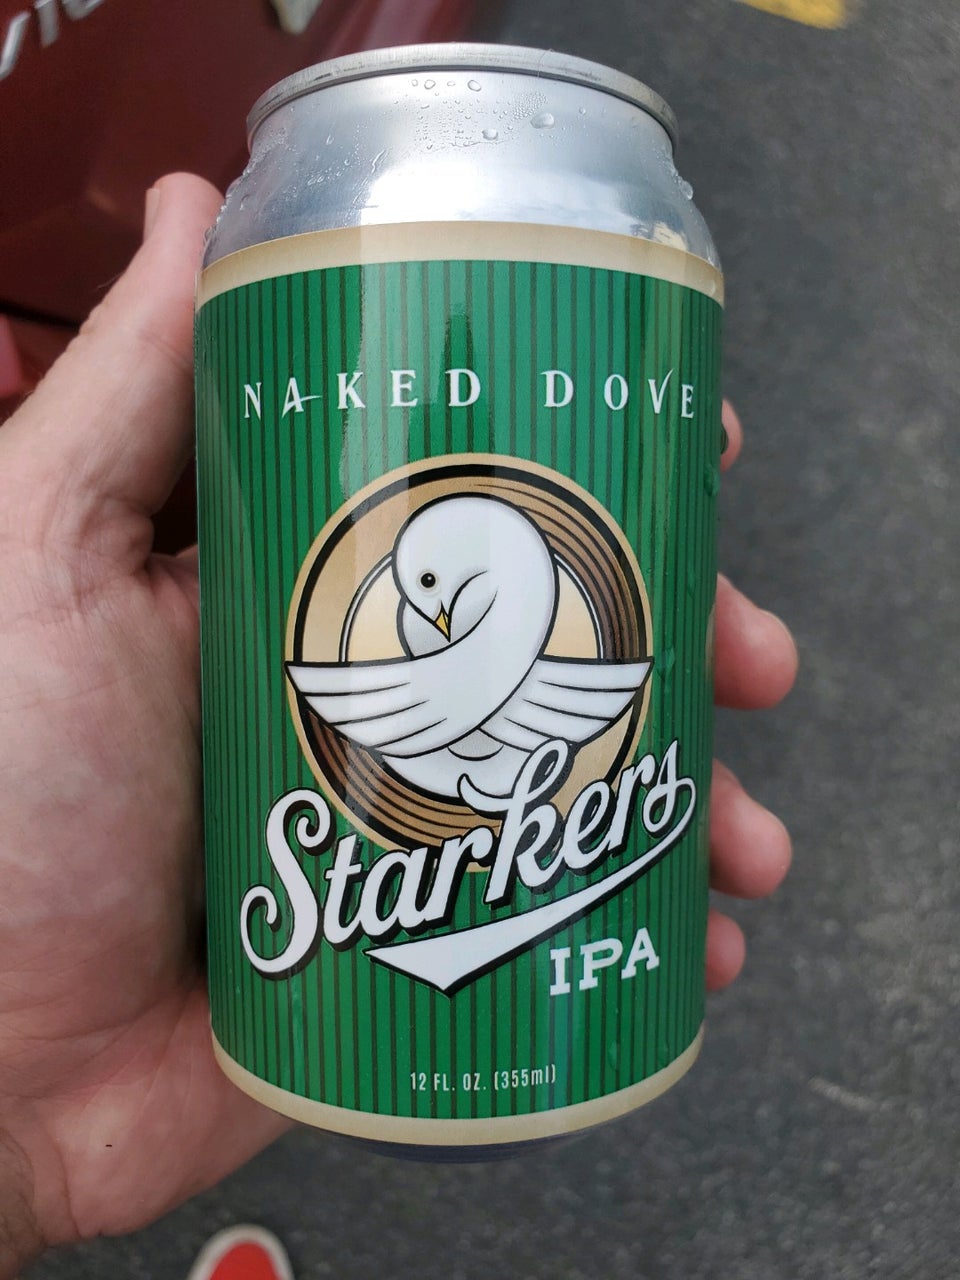 NAKED DOVE
Starkers
IPA
12 FL. OZ. (355ml)